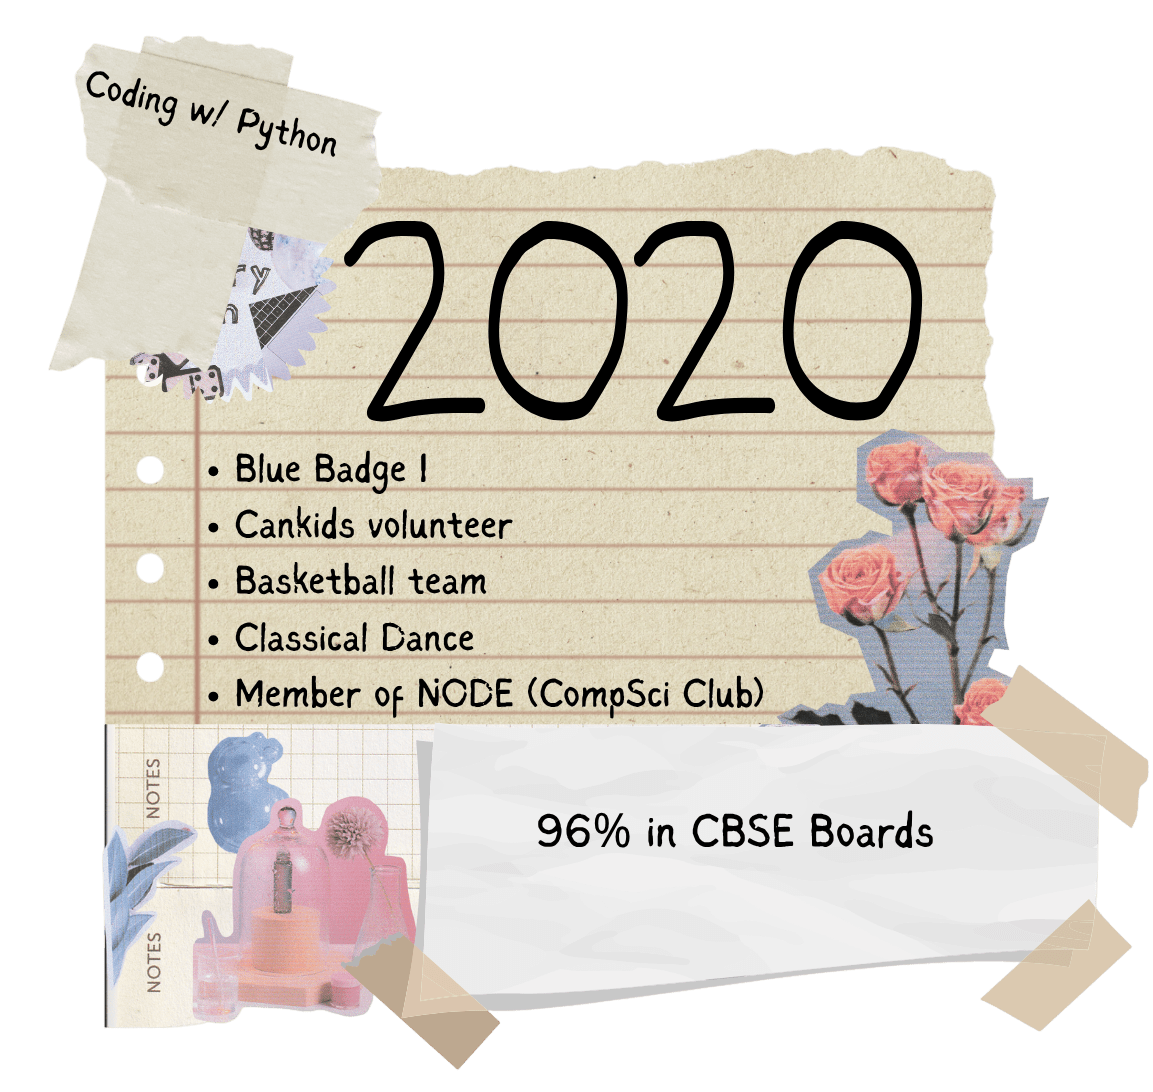 Coding w/ Python
2020
• Blue Badge I
• Cankids volunteer
• Basketball team
• Classical Dance
• Member of NODE (CompSci Club)
NOTES
96% in CBSE Boards
NOTES